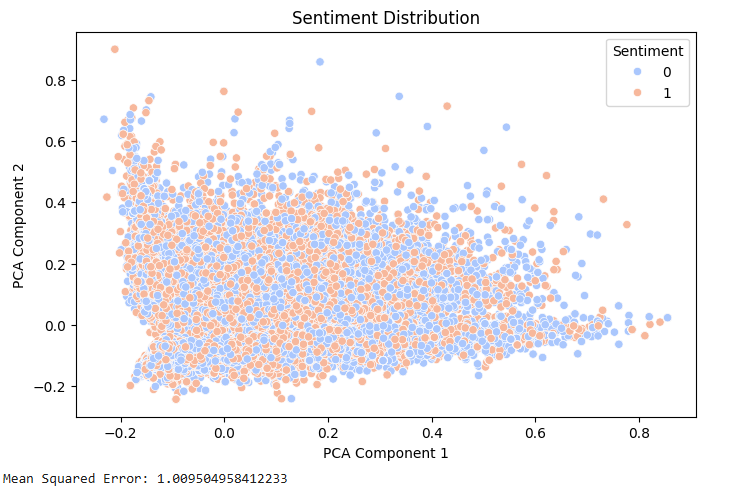 Sentiment Distribution
Sentiment
0
1
0.8
0.6
0.4
0.2
0.0
−0.2
PCA Component 2
−0.2 0.0 0.2 0.4 0.6 0.8
PCA Component 1
Mean Squared Error: 1.009504958412233